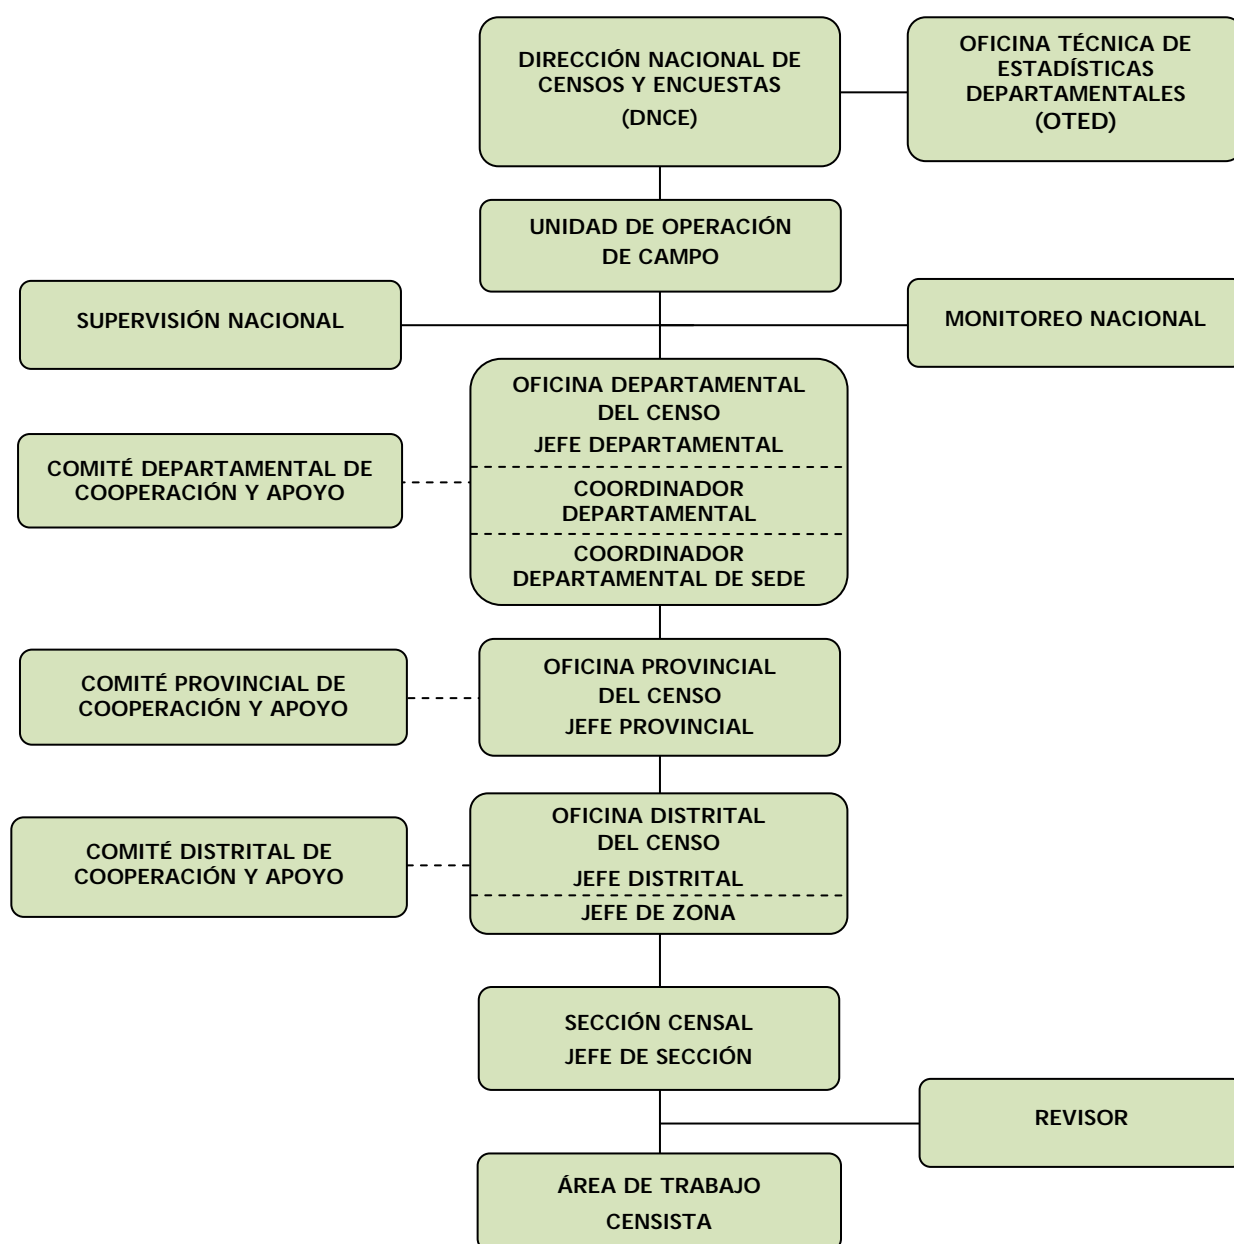 DIRECCIÓN NACIONAL DE
CENSOS Y ENCUESTAS
(DNCE)
OFICINA TÉCNICA DE
ESTADÍSTICAS
DEPARTAMENTALES
(OTED)
UNIDAD DE OPERACIÓN
DE CAMPO
SUPERVISIÓN NACIONAL
MONITOREO NACIONAL
OFICINA DEPARTAMENTAL
DEL CENSO
JEFE DEPARTAMENTAL
COORDINADOR
DEPARTAMENTAL
COORDINADOR
DEPARTAMENTAL DE SEDE
COMITÉ DEPARTAMENTAL DE
COOPERACIÓN Y APOYO
OFICINA PROVINCIAL
DEL CENSO
JEFE PROVINCIAL
COMITÉ PROVINCIAL DE
COOPERACIÓN Y APOYO
OFICINA DISTRITAL
DEL CENSO
JEFE DISTRITAL
JEFE DE ZONA
COMITÉ DISTRITAL DE
COOPERACIÓN Y APOYO
SECCIÓN CENSAL
JEFE DE SECCIÓN
REVISOR
ÁREA DE TRABAJO
CENSISTA